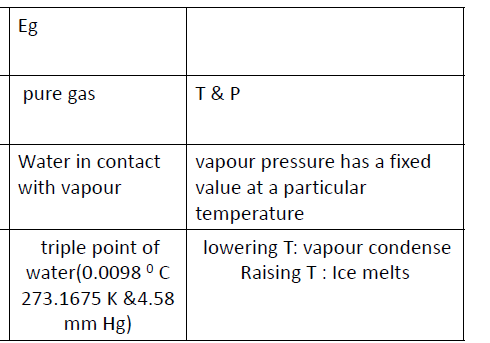 Eg
pure gas
T & P
Water in contact
with vapour
vapour pressure has a fixed
value at a particular
temperature
triple point of
water(0.0098 ⁰ C
273.1675 K &4.58
mm Hg)
lowering T: vapour condense
Raising T : Ice melts